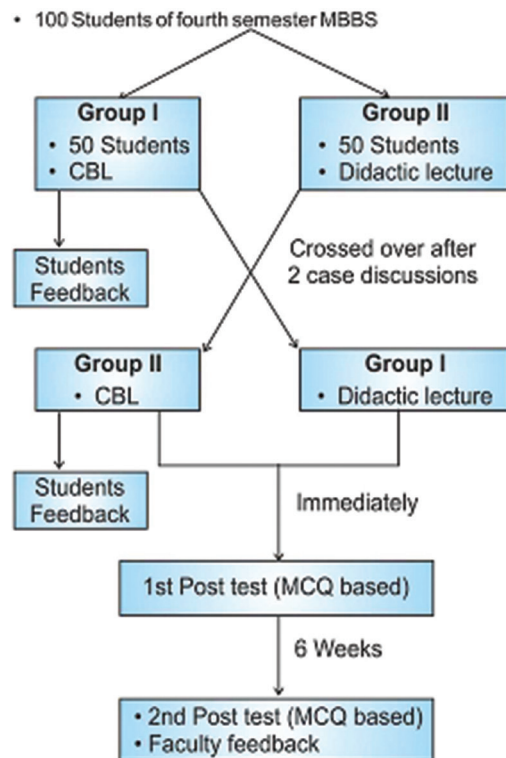 • 100 Students of fourth semester MBBS
Group I
• 50 Students
• CBL
Group II
• 50 Students
• Didactic lecture
Students
Feedback
Crossed over after
2 case discussions
Group II
• CBL
Group I
• Didactic lecture
Students
Feedback
Immediately
1st Post test (MCQ based)
6 Weeks
• 2nd Post test (MCQ based)
• Faculty feedback